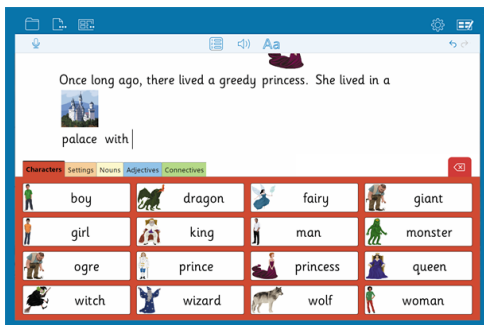 Aa
Once long ago, there lived a greedy princess. She lived in a
palace with
Characters Settings Nouns Adjectives Connectives
boy dragon fairy giant
girl king man monster
ogre prince princess queen
witch wizard wolf woman